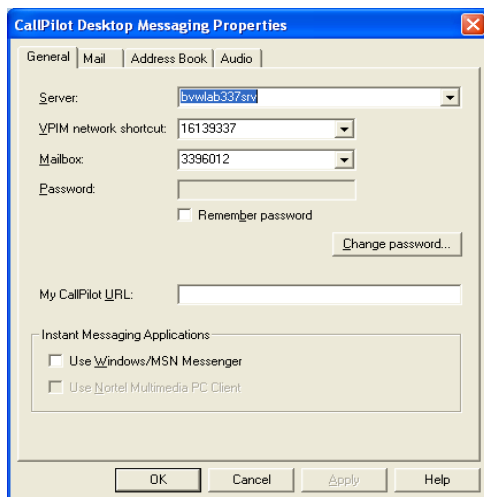 CallPilot Desktop Messaging Properties
General Mail Address Book Audio
Server: bvwlab337srv
VPIM network shortcut: 16139337
Mailbox: 3396012
Password:
Remember password
Change password...
My CallPilot URL:
Instant Messaging Applications
Use Windows/MSN Messenger
Use Nortel Multimedia PC Client
OK Cancel Apply Help